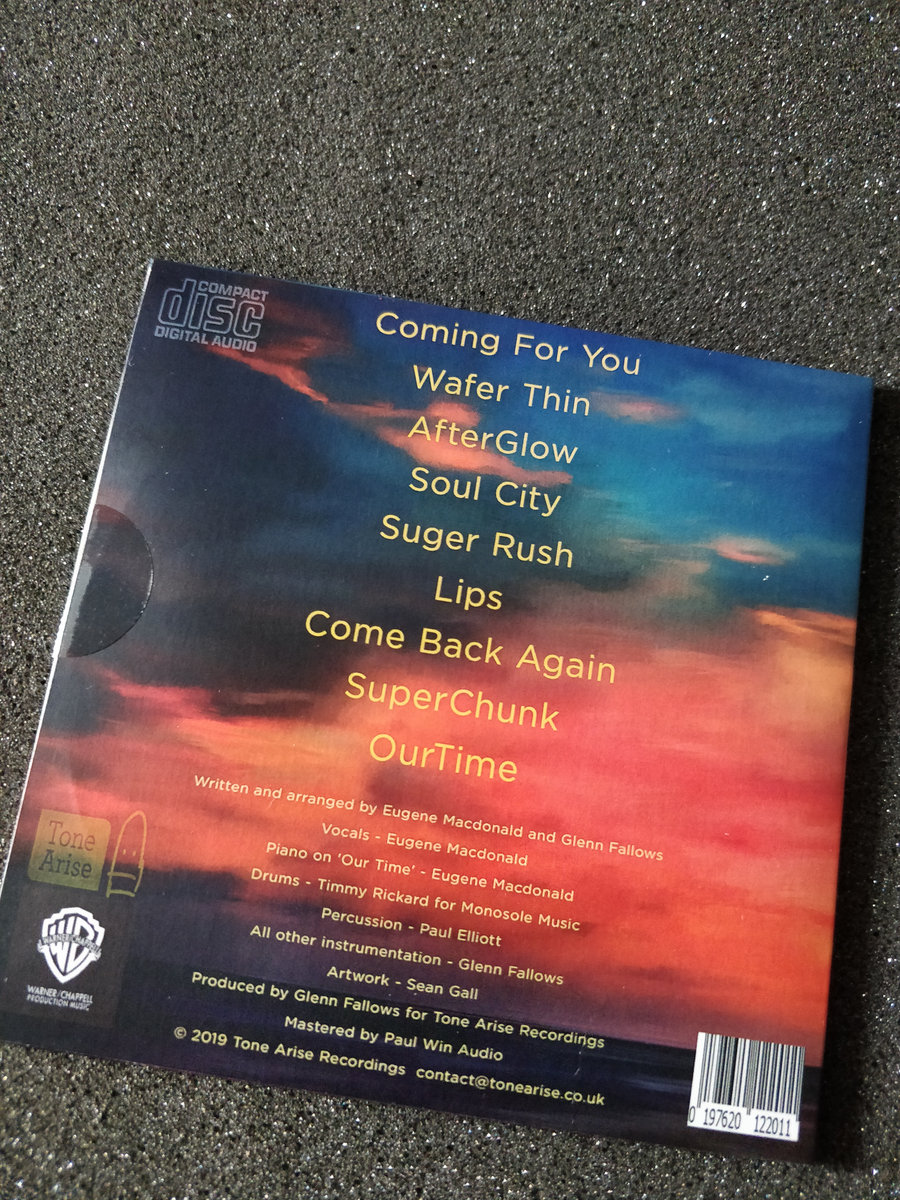 COMPACT
disc
DIGITAL AUDIO
Coming For You
Wafer Thin
AfterGlow
Soul City
Suger Rush
Lips
Come Back Again
SuperChunk
OurTime
Written and arranged by Eugene Macdonald and Glenn Fallows
Vocals - Eugene Macdonald
Piano on 'Our Time' - Eugene Macdonald
Drums - Timmy Rickard for Monosole Music
Percussion - Paul Elliott
All other instrumentation - Glenn Fallows
Artwork - Sean Gall
Produced by Glenn Fallows for Tone Arise Recordings
Mastered by Paul Win Audio
© 2019 Tone Arise Recordings contact@tonearise.co.uk
Tone
Arise
WARNER/CHAPPELL
WARNER/CHAPPELL
PRODUCTION MUSIC
0 197620 122011